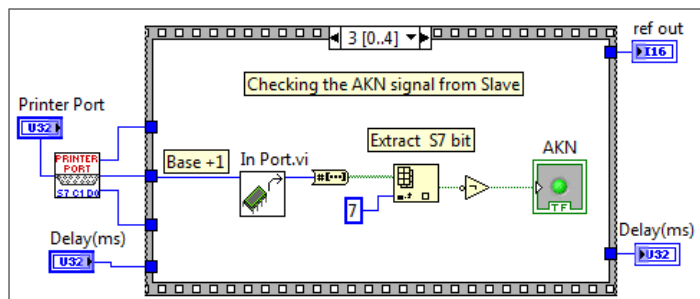 3 [0..4]
ref out
I16
Checking the AKN signal from Slave
Printer Port
U32
PRINTER
PORT
S7 C1 D0
Base +1
In Port.vi
#[...]
Extract S7 bit
7
AKN
TF
Delay(ms)
U32
Delay(ms)
U32